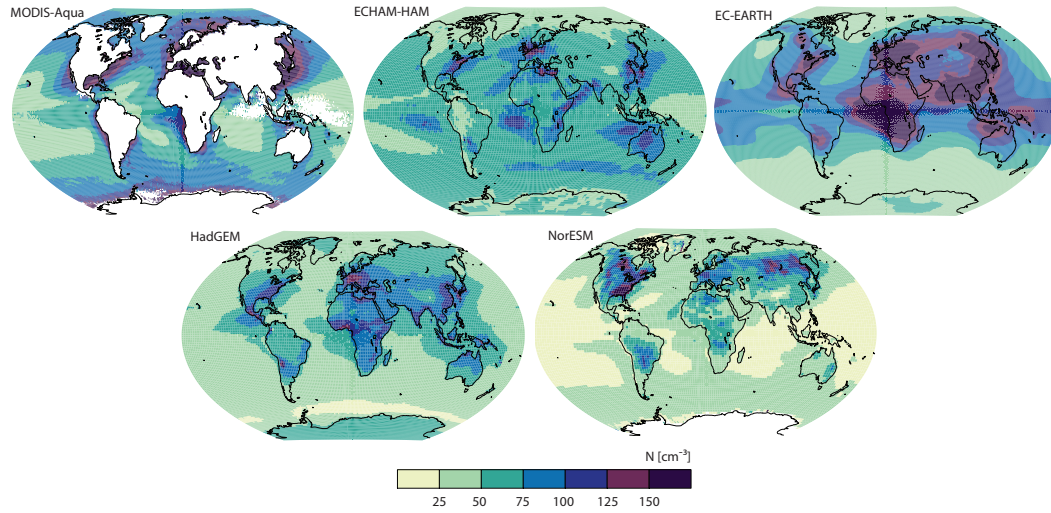 MODIS-Aqua
ECHAM-HAM
EC-EARTH
HadGEM
NorESM
N [cm⁻³]
25 50 75 100 125 150